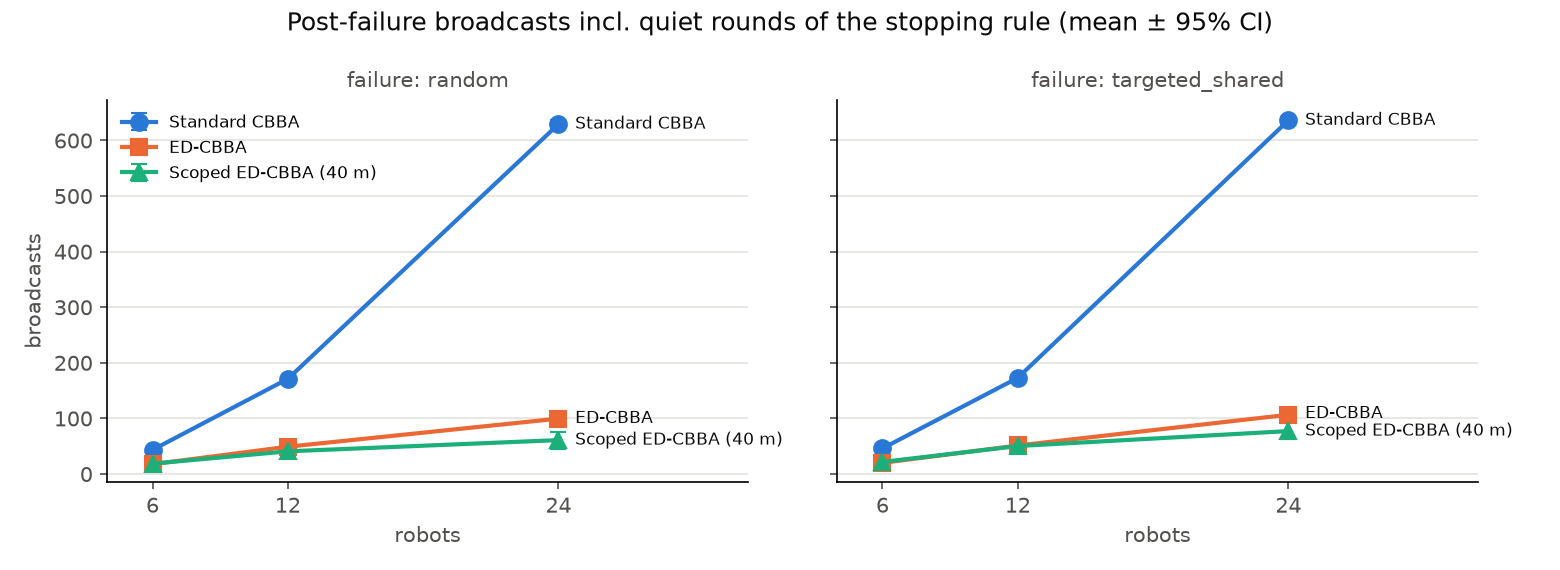 Post-failure broadcasts incl. quiet rounds of the stopping rule (mean ± 95% CI)
failure: random
Standard CBBA
ED-CBBA
Scoped ED-CBBA (40 m)
Standard CBBA
ED-CBBA
Scoped ED-CBBA (40 m)
broadcasts
600
500
400
300
200
100
0
6
12
24
robots
failure: targeted_shared
Standard CBBA
ED-CBBA
Scoped ED-CBBA (40 m)
6
12
24
robots